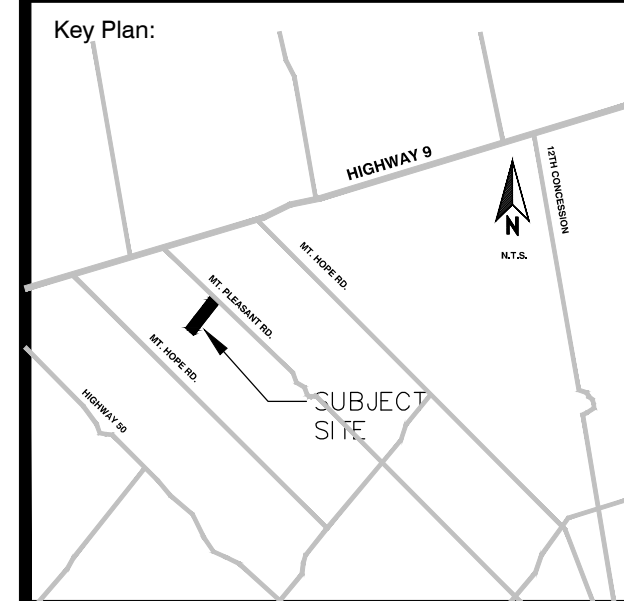 Key Plan:
HIGHWAY 9
12TH CONCESSION
N
N.T.S.
MT. HOPE RD.
MT. PLEASANT RD.
MT. HOPE RD.
HIGHWAY 50
SUBJECT
SITE